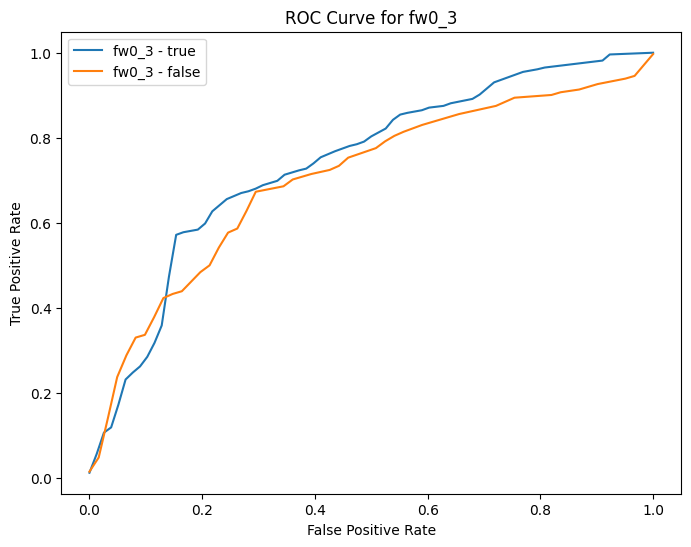 ROC Curve for fw0_3
fw0_3 - true
fw0_3 - false
True Positive Rate
1.0
0.8
0.6
0.4
0.2
0.0
0.0 0.2 0.4 0.6 0.8 1.0
False Positive Rate